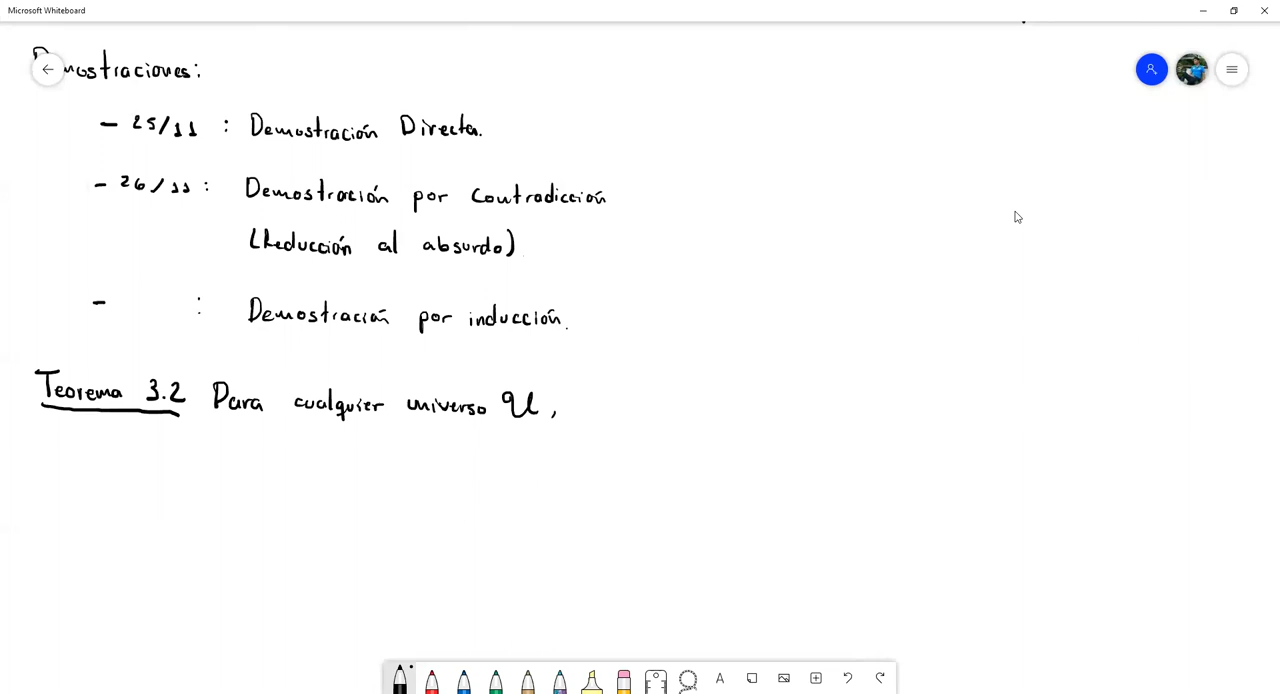 Microsoft Whiteboard
mostraciones:
- 25/11 : Demostración Directa.
- 26/11 : Demostración por Contradicción
(Reducción al absurdo)
- : Demostración por inducción.
Teorema 3.2 Para cualquier universo U,
A